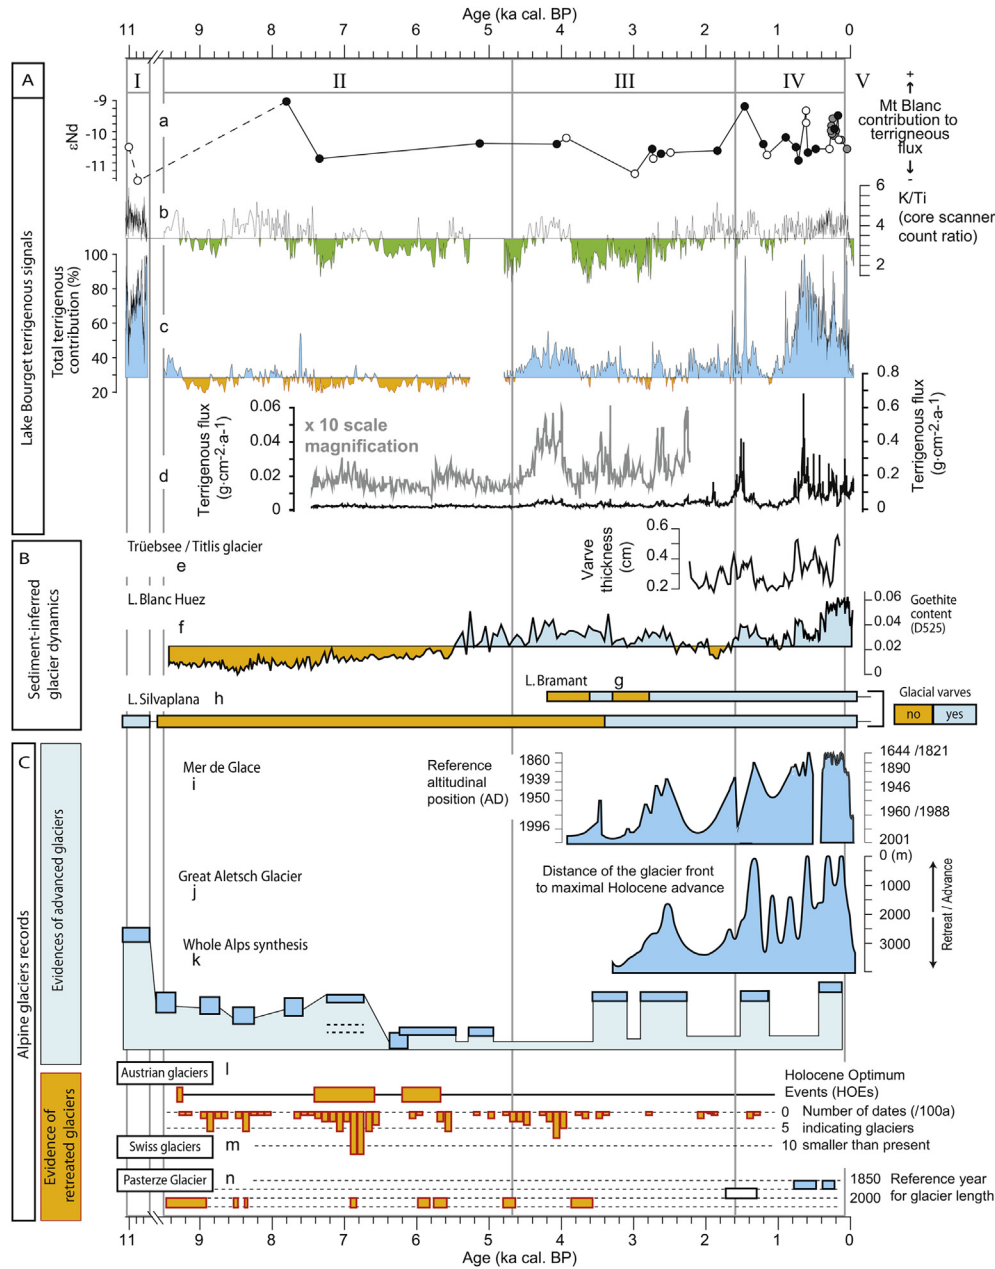 Age (ka cal. BP)
11 9 8 7 6 5 4 3 2 1 0
A
I II III IV V
Lake Bourget terrigenous signals
a
εNd
-9
-10
-11
+
Mt Blanc
contribution to
terrigneous
flux
-
b
6
4
2
K/Ti
(core scanner
count ratio)
c
Total terrigenous
contribution (%)
100
80
60
40
20
d
Terrigenous flux
(g·cm-2·a-1)
0.06
0.04
0.02
0
x 10 scale
magnification
0.8
0.6
0.4
0.2
0
Terrigenous flux
(g·cm-2·a-1)
B
Sediment-inferred
glacier dynamics
Trüebsee / Titlis glacier
e
Varve
thickness
(cm)
0.6
0.4
0.2
L. Blanc Huez
f
0.06
0.04
0.02
0
Goethite
content
(D525)
L. Bramant g
L. Silvaplana h
Glacial varves
no yes
C
Alpine glaciers records
Evidences of advanced glaciers
Mer de Glace
i
Reference
altitudinal
position (AD)
1860
1939
1950
1996
1644 /1821
1890
1946
1960 /1988
2001
Great Aletsch Glacier
j
Distance of the glacier front
to maximal Holocene advance
0 (m)
1000
2000
3000
Retreat / Advance
Whole Alps synthesis
k
Evidence of
retreated glaciers
Austrian glaciers l
Holocene Optimum
Events (HOEs)
0 Number of dates (/100a)
5 indicating glaciers
10 smaller than present
Swiss glaciers m
Pasterze Glacier n
1850 Reference year
2000 for glacier length
11 9 8 7 6 5 4 3 2 1 0
Age (ka cal. BP)